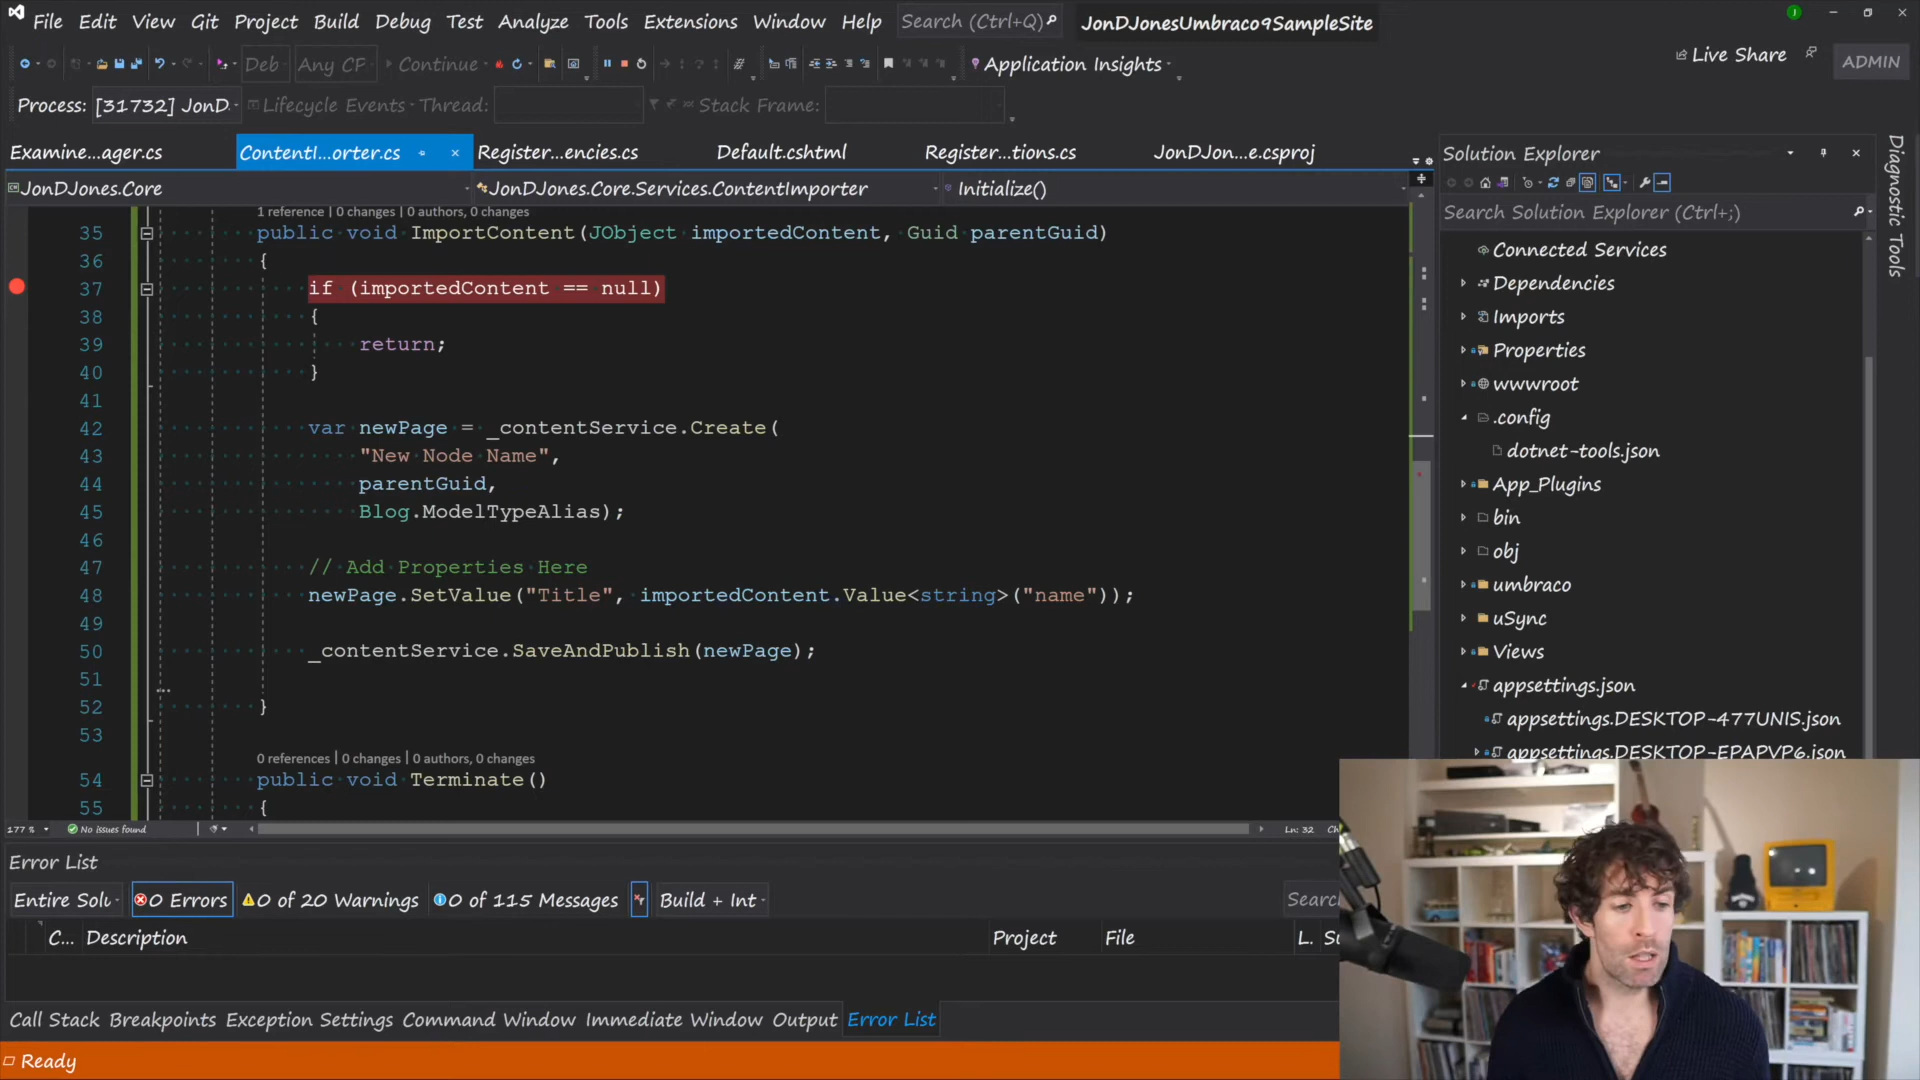 File Edit View Git Project Build Debug Test Analyze Tools Extensions Window Help Search (Ctrl+Q) JonDJonesUmbraco9SampleSite
Deb Any CF Continue Application Insights Live Share ADMIN
Process: [31732] JonD. Lifecycle Events Thread: Stack Frame:
Examine...ager.cs ContentI...orter.cs Register...encies.cs Default.cshtml Register...tions.cs JonDJon...e.csproj
JonDJones.Core JonDJones.Core.Services.ContentImporter Initialize()
1 reference | 0 changes | 0 authors, 0 changes
35 public void ImportContent(JObject importedContent, Guid parentGuid)
36 {
37 if (importedContent == null)
38 {
39 return;
40 }
41
42 var newPage = _contentService.Create(
43 "New Node Name",
44 parentGuid,
45 Blog.ModelTypeAlias);
46
47 // Add Properties Here
48 newPage.SetValue("Title", importedContent.Value<string>("name"));
49
50 _contentService.SaveAndPublish(newPage);
51
52 }
53
0 references | 0 changes | 0 authors, 0 changes
54 public void Terminate()
55 {
177 % No issues found Ln: 32
Solution Explorer
Search Solution Explorer (Ctrl+;)
Connected Services
Dependencies
Imports
Properties
wwwroot
.config
dotnet-tools.json
App_Plugins
bin
obj
umbraco
uSync
Views
appsettings.json
appsettings.DESKTOP-477UNIS.json
appsettings.DESKTOP-EPAPVP6.json
Diagnostic Tools
Error List
Entire Solu 0 Errors 0 of 20 Warnings 0 of 115 Messages Build + Int Search
C... Description Project File L. Su
Call Stack Breakpoints Exception Settings Command Window Immediate Window Output Error List
Ready